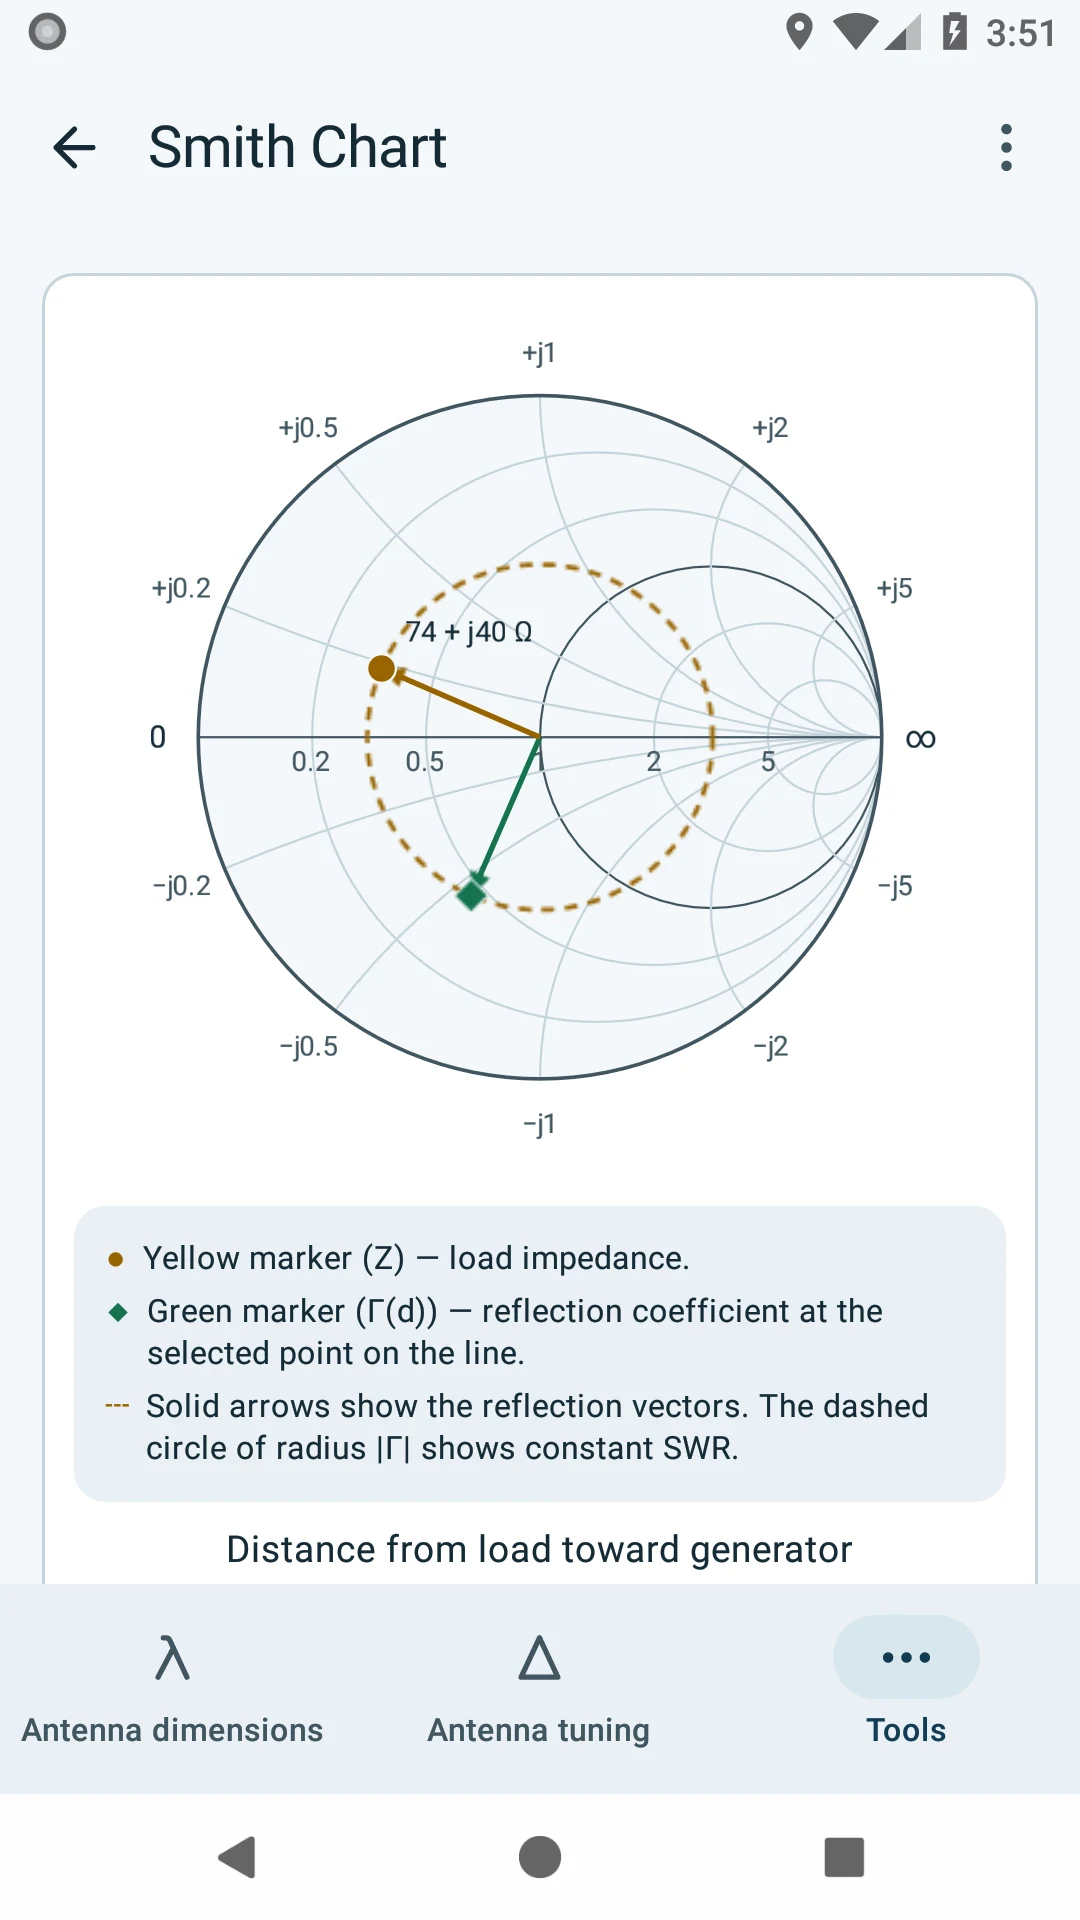 3:51
Smith Chart
+j1
+j0.5
+j2
+j0.2
+j5
74 + j40 Ω
0
∞
0.2
0.5
1
2
5
−j0.2
−j5
−j0.5
−j2
−j1
Yellow marker (Z) — load impedance.
Green marker (Γ(d)) — reflection coefficient at the
selected point on the line.
Solid arrows show the reflection vectors. The dashed
circle of radius |Γ| shows constant SWR.
Distance from load toward generator
λ
Δ
Antenna dimensions
Antenna tuning
Tools